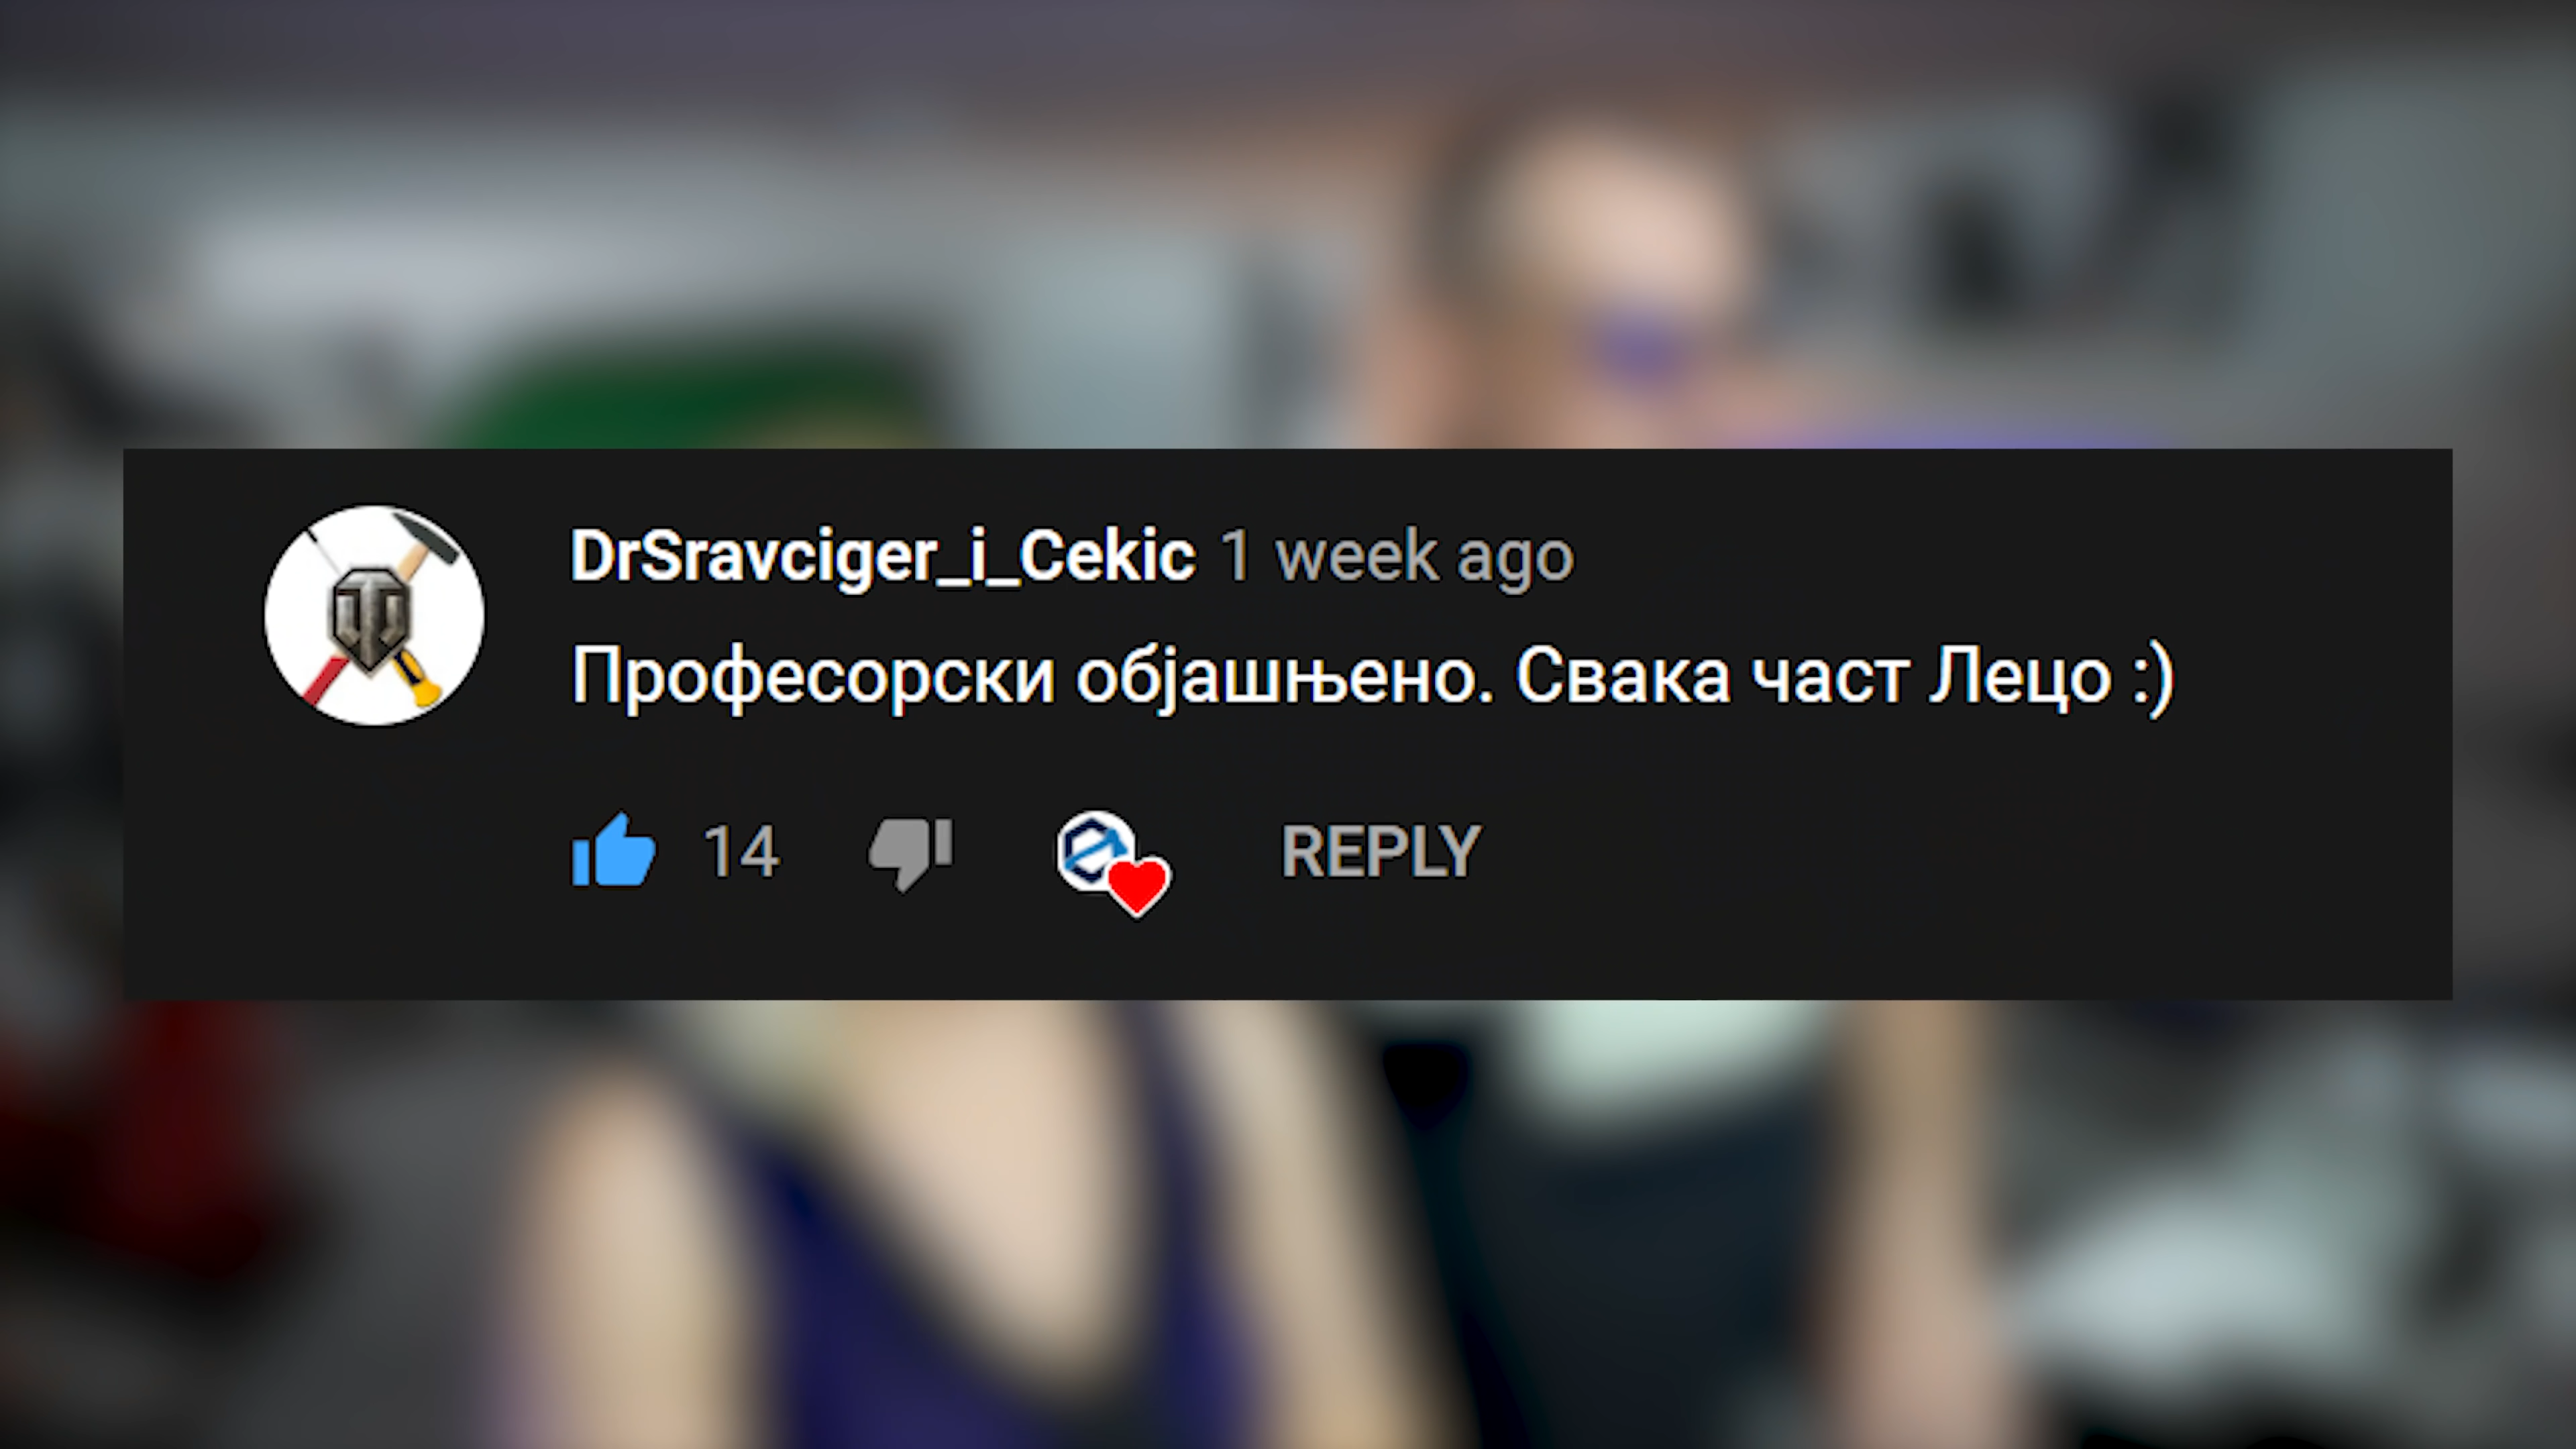 DrSravciger_i_Cekic 1 week ago
Професорски објашњено. Свака част Лецо :)
14 REPLY